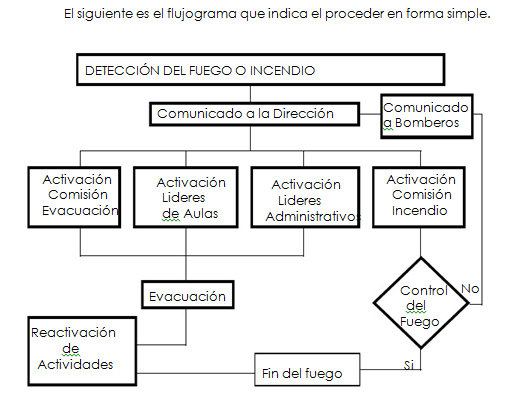 El siguiente es el flujograma que indica el proceder en forma simple.
DETECCIÓN DEL FUEGO O INCENDIO
Comunicado a la Dirección
Comunicado
a Bomberos
Activación
Comisión
Evacuación
Activación
Lideres
de Aulas
Activación
Lideres
Administrativos
Activación
Comisión
Incendio
Evacuación
Control
del
Fuego
No
Si
Reactivación
de
Actividades
Fin del fuego